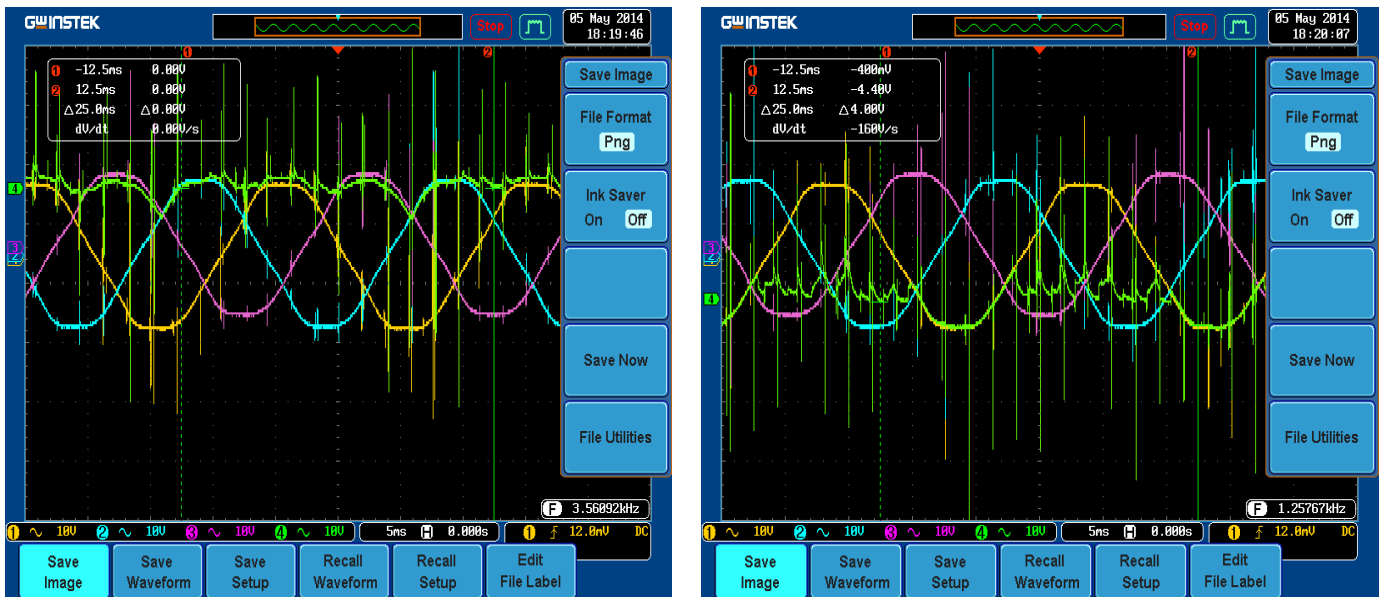 GWINSTEK
Stop
05 May 2014
18:19:46
1
2
1 -12.5ms 0.00V
2 12.5ms 0.00V
△25.0ms △0.00V
dV/dt 0.00V/s
4
3
2
Save Image
File Format
Png
Ink Saver
On Off
Save Now
File Utilities
F 3.56092kHz
1 10V 2 10V 3 10V 4 10V 5ms H 0.000s 1 12.0mV DC
Save Image
Save Waveform
Save Setup
Recall Waveform
Recall Setup
Edit File Label
GWINSTEK
Stop
05 May 2014
18:20:07
1
2
1 -12.5ms -400mV
2 12.5ms -4.40V
△25.0ms △4.00V
dV/dt -160V/s
3
2
4
Save Image
File Format
Png
Ink Saver
On Off
Save Now
File Utilities
F 1.25767kHz
1 10V 2 10V 3 10V 4 10V 5ms H 0.000s 1 12.0mV DC
Save Image
Save Waveform
Save Setup
Recall Waveform
Recall Setup
Edit File Label